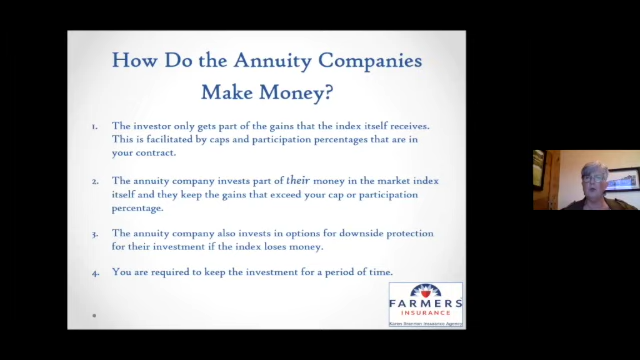 How Do the Annuity Companies
Make Money?
1. The investor only gets part of the gains that the index itself receives.
This is facilitated by caps and participation percentages that are in
your contract.
2. The annuity company invests part of their money in the market index
itself and they keep the gains that exceed your cap or participation
percentage.
3. The annuity company also invests in options for downside protection
for their investment if the index loses money.
4. You are required to keep the investment for a period of time.
FARMERS
INSURANCE
Insurance Agency